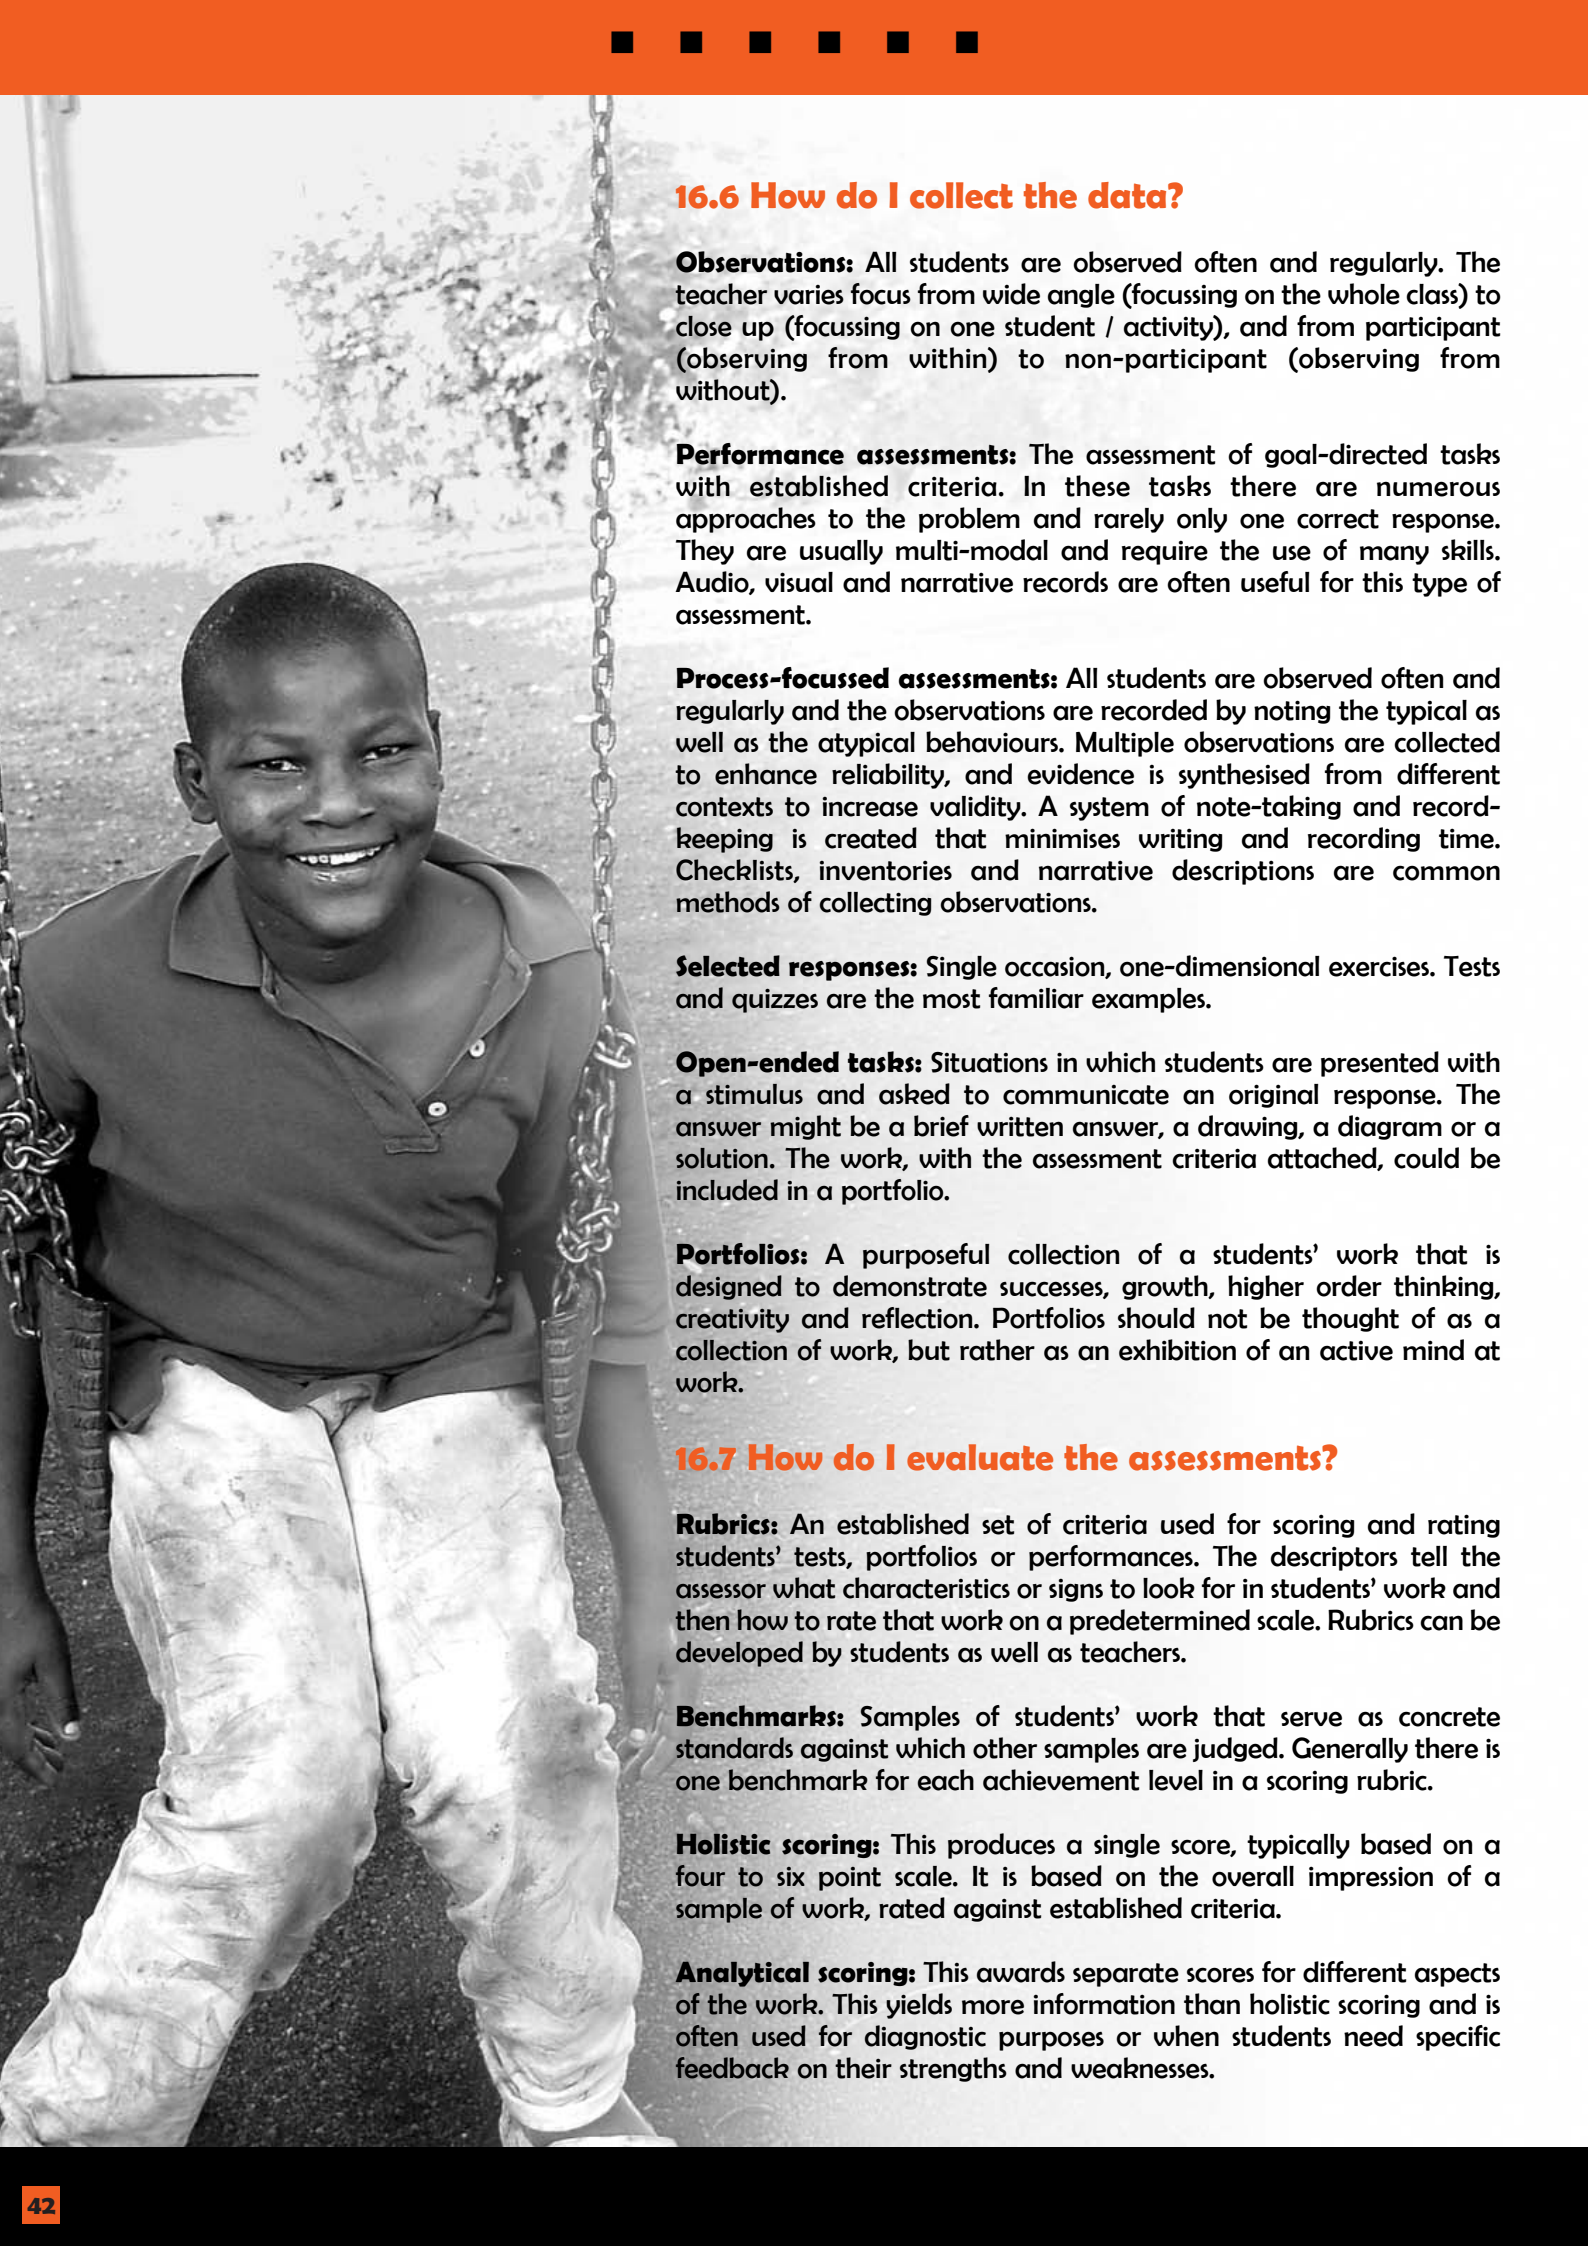 16.6 How do I collect the data?
Observations: All students are observed often and regularly. The
teacher varies focus from wide angle (focussing on the whole class) to
close up (focussing on one student / activity), and from participant
(observing from within) to non-participant (observing from
without).
Performance assessments: The assessment of goal-directed tasks
with established criteria. In these tasks there are numerous
approaches to the problem and rarely only one correct response.
They are usually multi-modal and require the use of many skills.
Audio, visual and narrative records are often useful for this type of
assessment.
Process-focussed assessments: All students are observed often and
regularly and the observations are recorded by noting the typical as
well as the atypical behaviours. Multiple observations are collected
to enhance reliability, and evidence is synthesised from different
contexts to increase validity. A system of note-taking and record-
keeping is created that minimises writing and recording time.
Checklists, inventories and narrative descriptions are common
methods of collecting observations.
Selected responses: Single occasion, one-dimensional exercises. Tests
and quizzes are the most familiar examples.
Open-ended tasks: Situations in which students are presented with
a stimulus and asked to communicate an original response. The
answer might be a brief written answer, a drawing, a diagram or a
solution. The work, with the assessment criteria attached, could be
included in a portfolio.
Portfolios: A purposeful collection of a students’ work that is
designed to demonstrate successes, growth, higher order thinking,
creativity and reflection. Portfolios should not be thought of as a
collection of work, but rather as an exhibition of an active mind at
work.
16.7 How do I evaluate the assessments?
Rubrics: An established set of criteria used for scoring and rating
students’ tests, portfolios or performances. The descriptors tell the
assessor what characteristics or signs to look for in students’ work and
then how to rate that work on a predetermined scale. Rubrics can be
developed by students as well as teachers.
Benchmarks: Samples of students’ work that serve as concrete
standards against which other samples are judged. Generally there is
one benchmark for each achievement level in a scoring rubric.
Holistic scoring: This produces a single score, typically based on a
four to six point scale. It is based on the overall impression of a
sample of work, rated against established criteria.
Analytical scoring: This awards separate scores for different aspects
of the work. This yields more information than holistic scoring and is
often used for diagnostic purposes or when students need specific
feedback on their strengths and weaknesses.
42